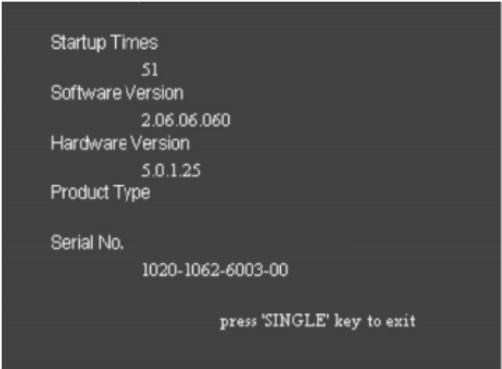 Startup Times
51
Software Version
2.06.06.060
Hardware Version
5.0.1.25
Product Type
Serial No.
1020-1062-6003-00
press 'SINGLE' key to exit